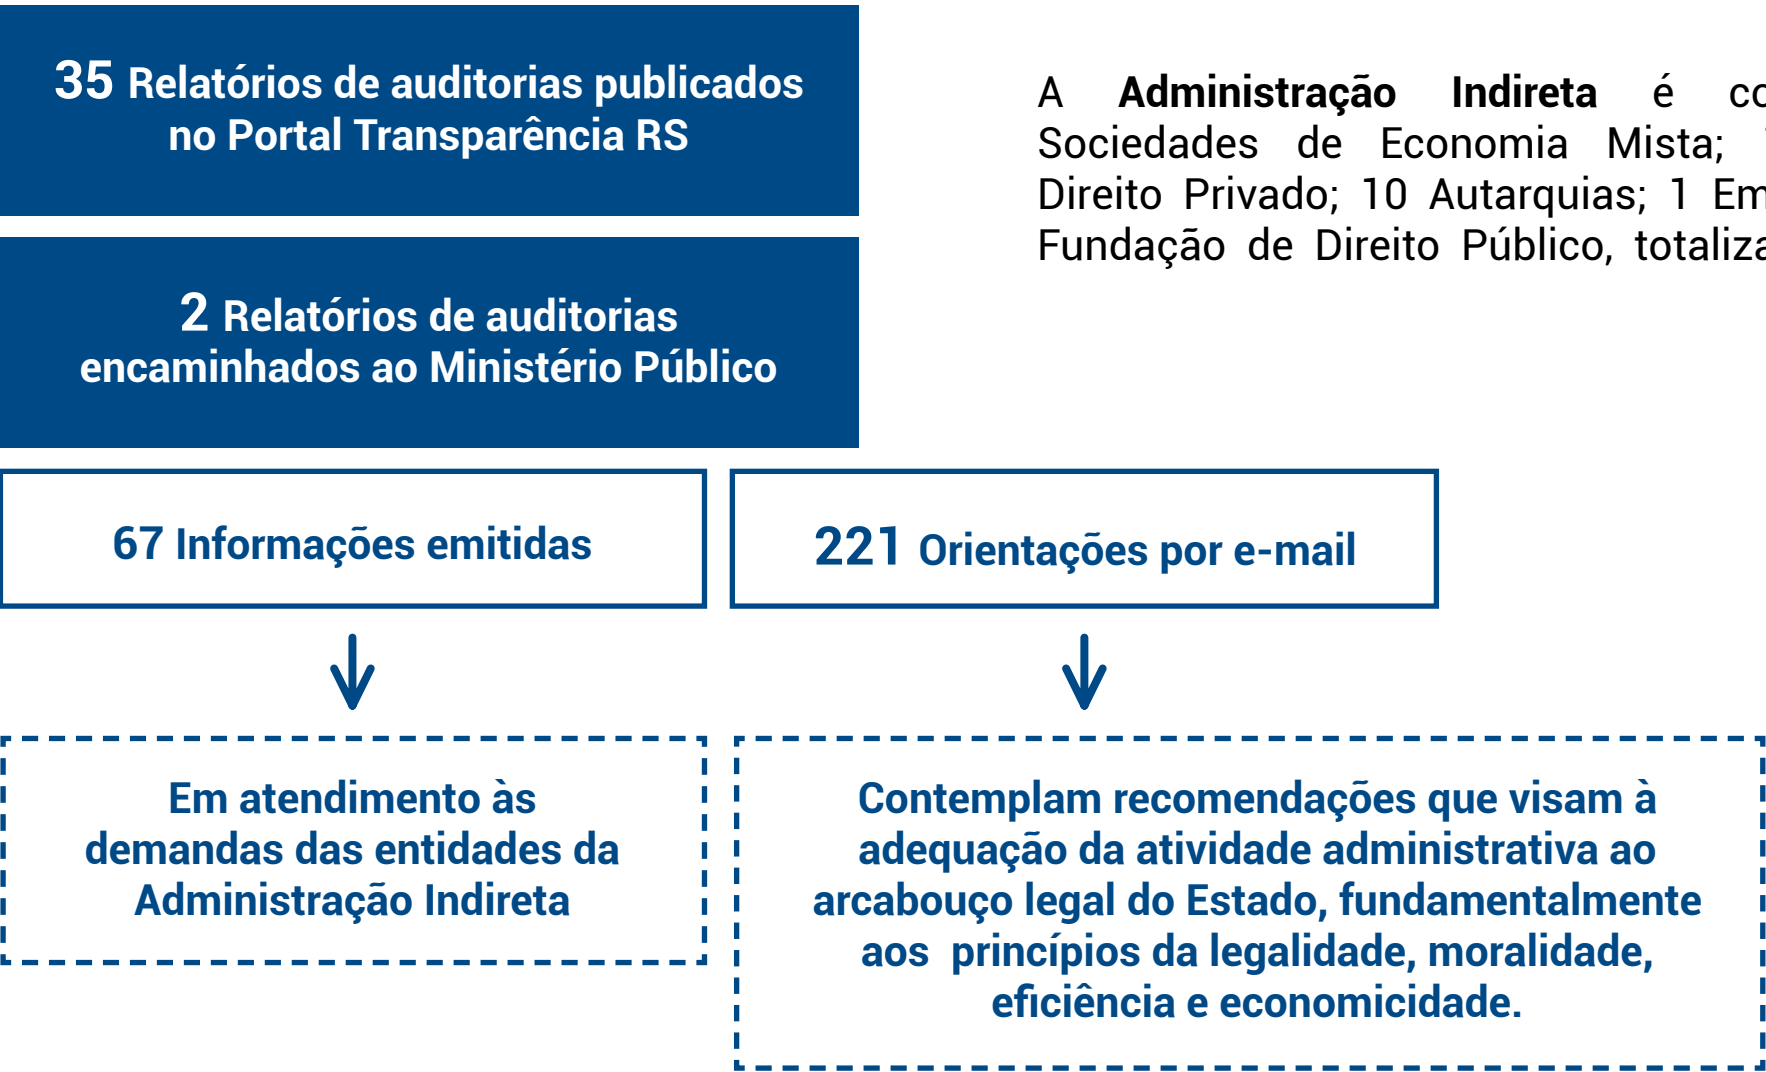 35 Relatórios de auditorias publicados
no Portal Transparência RS
2 Relatórios de auditorias
encaminhados ao Ministério Público
A Administração Indireta é
Sociedades de Economia Mista;
Direito Privado; 10 Autarquias; 1
Fundação de Direito Público,
67 Informações emitidas
221 Orientações por e-mail
Em atendimento às
demandas das entidades da
Administração Indireta
Contemplam recomendações que visam à
adequação da atividade administrativa ao
arcabouço legal do Estado, fundamentalmente
aos princípios da legalidade, moralidade,
eficiência e economicidade.